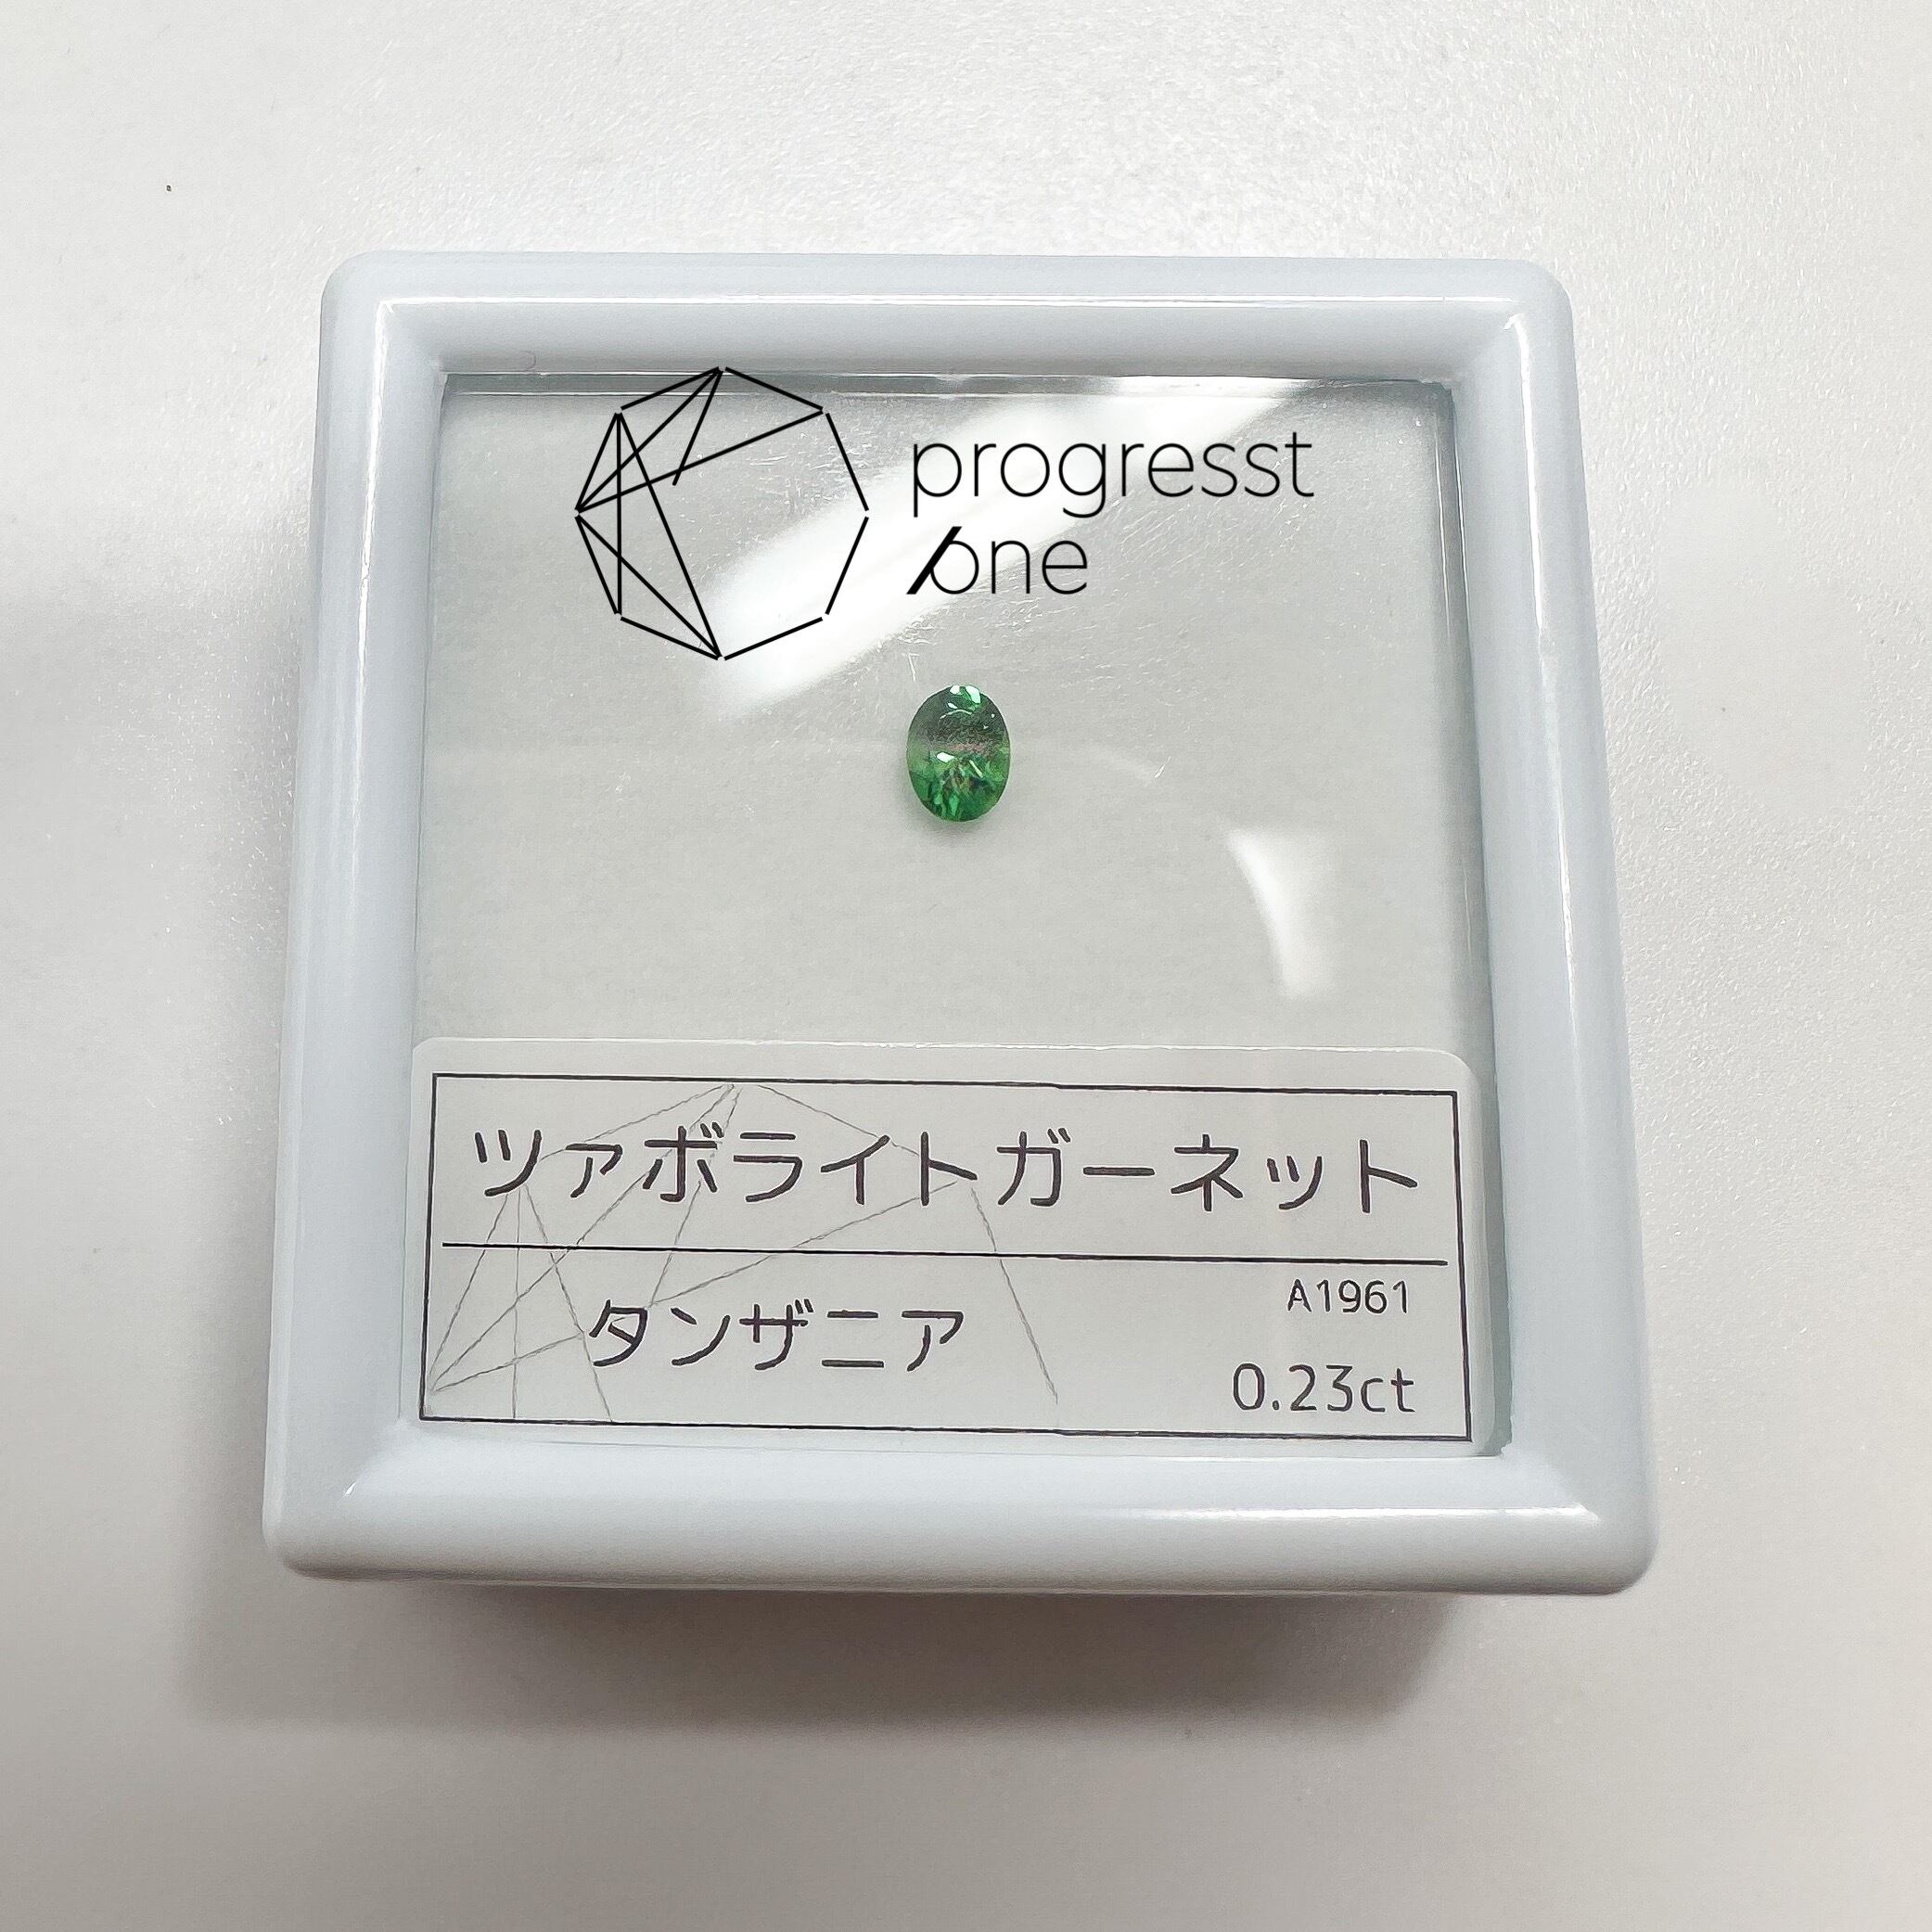 progresst
one
ツァボライトガーネット
タンザニア
A1961
0.23ct